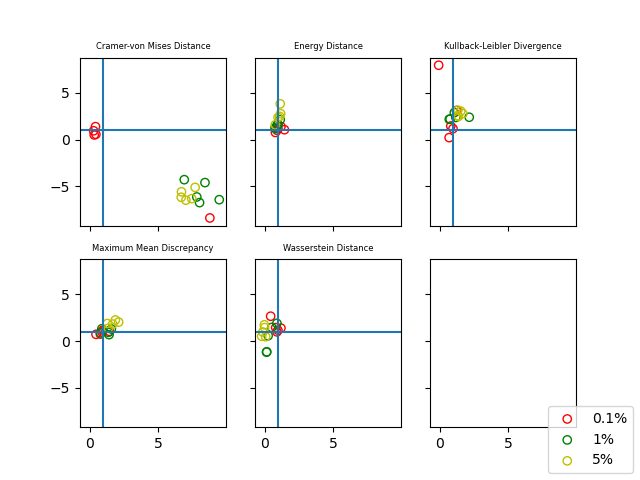 Cramer-von Mises Distance
Energy Distance
Kullback-Leibler Divergence
5
0
−5
Maximum Mean Discrepancy
Wasserstein Distance
5
0
−5
0 5
0 5
0 5
0.1%
1%
5%